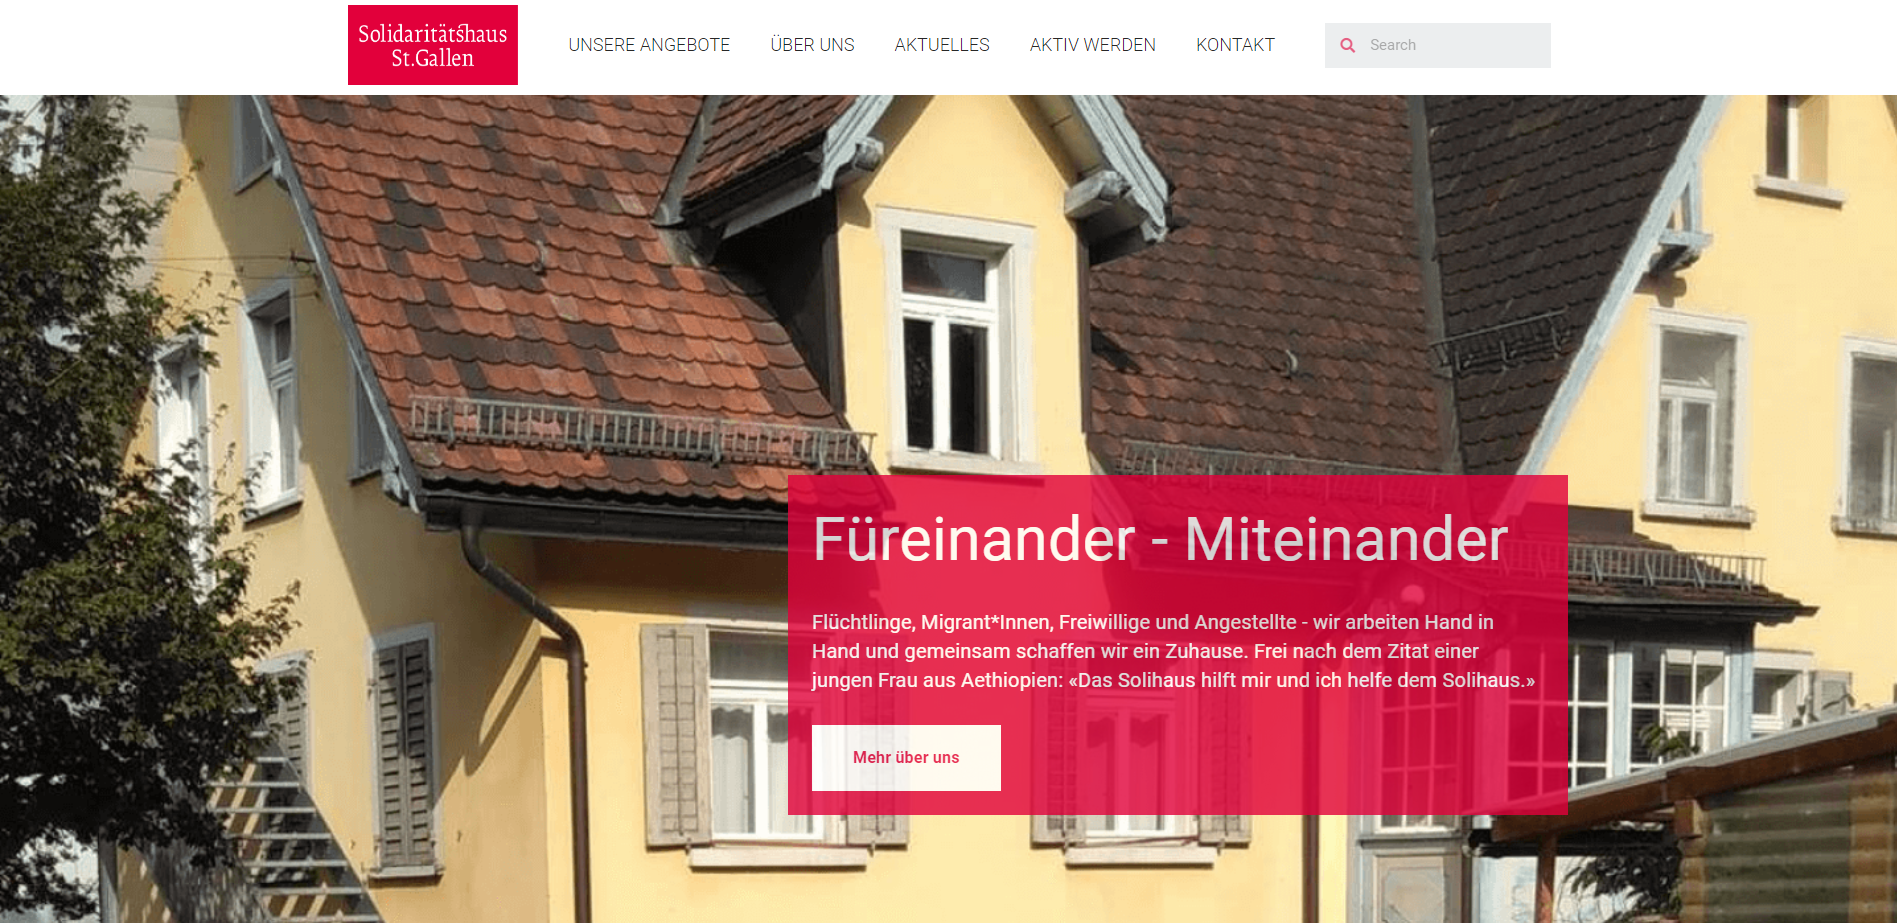 Solidaritätshaus
St.Gallen
UNSERE ANGEBOTE
ÜBER UNS
AKTUELLES
AKTIV WERDEN
KONTAKT
Search
Füreinander - Miteinander
Flüchtlinge, Migrant*Innen, Freiwillige und Angestellte - wir arbeiten Hand in
Hand und gemeinsam schaffen wir ein Zuhause. Frei nach dem Zitat einer
jungen Frau aus Aethiopien: «Das Solihaus hilft mir und ich helfe dem Solihaus.»
Mehr über uns